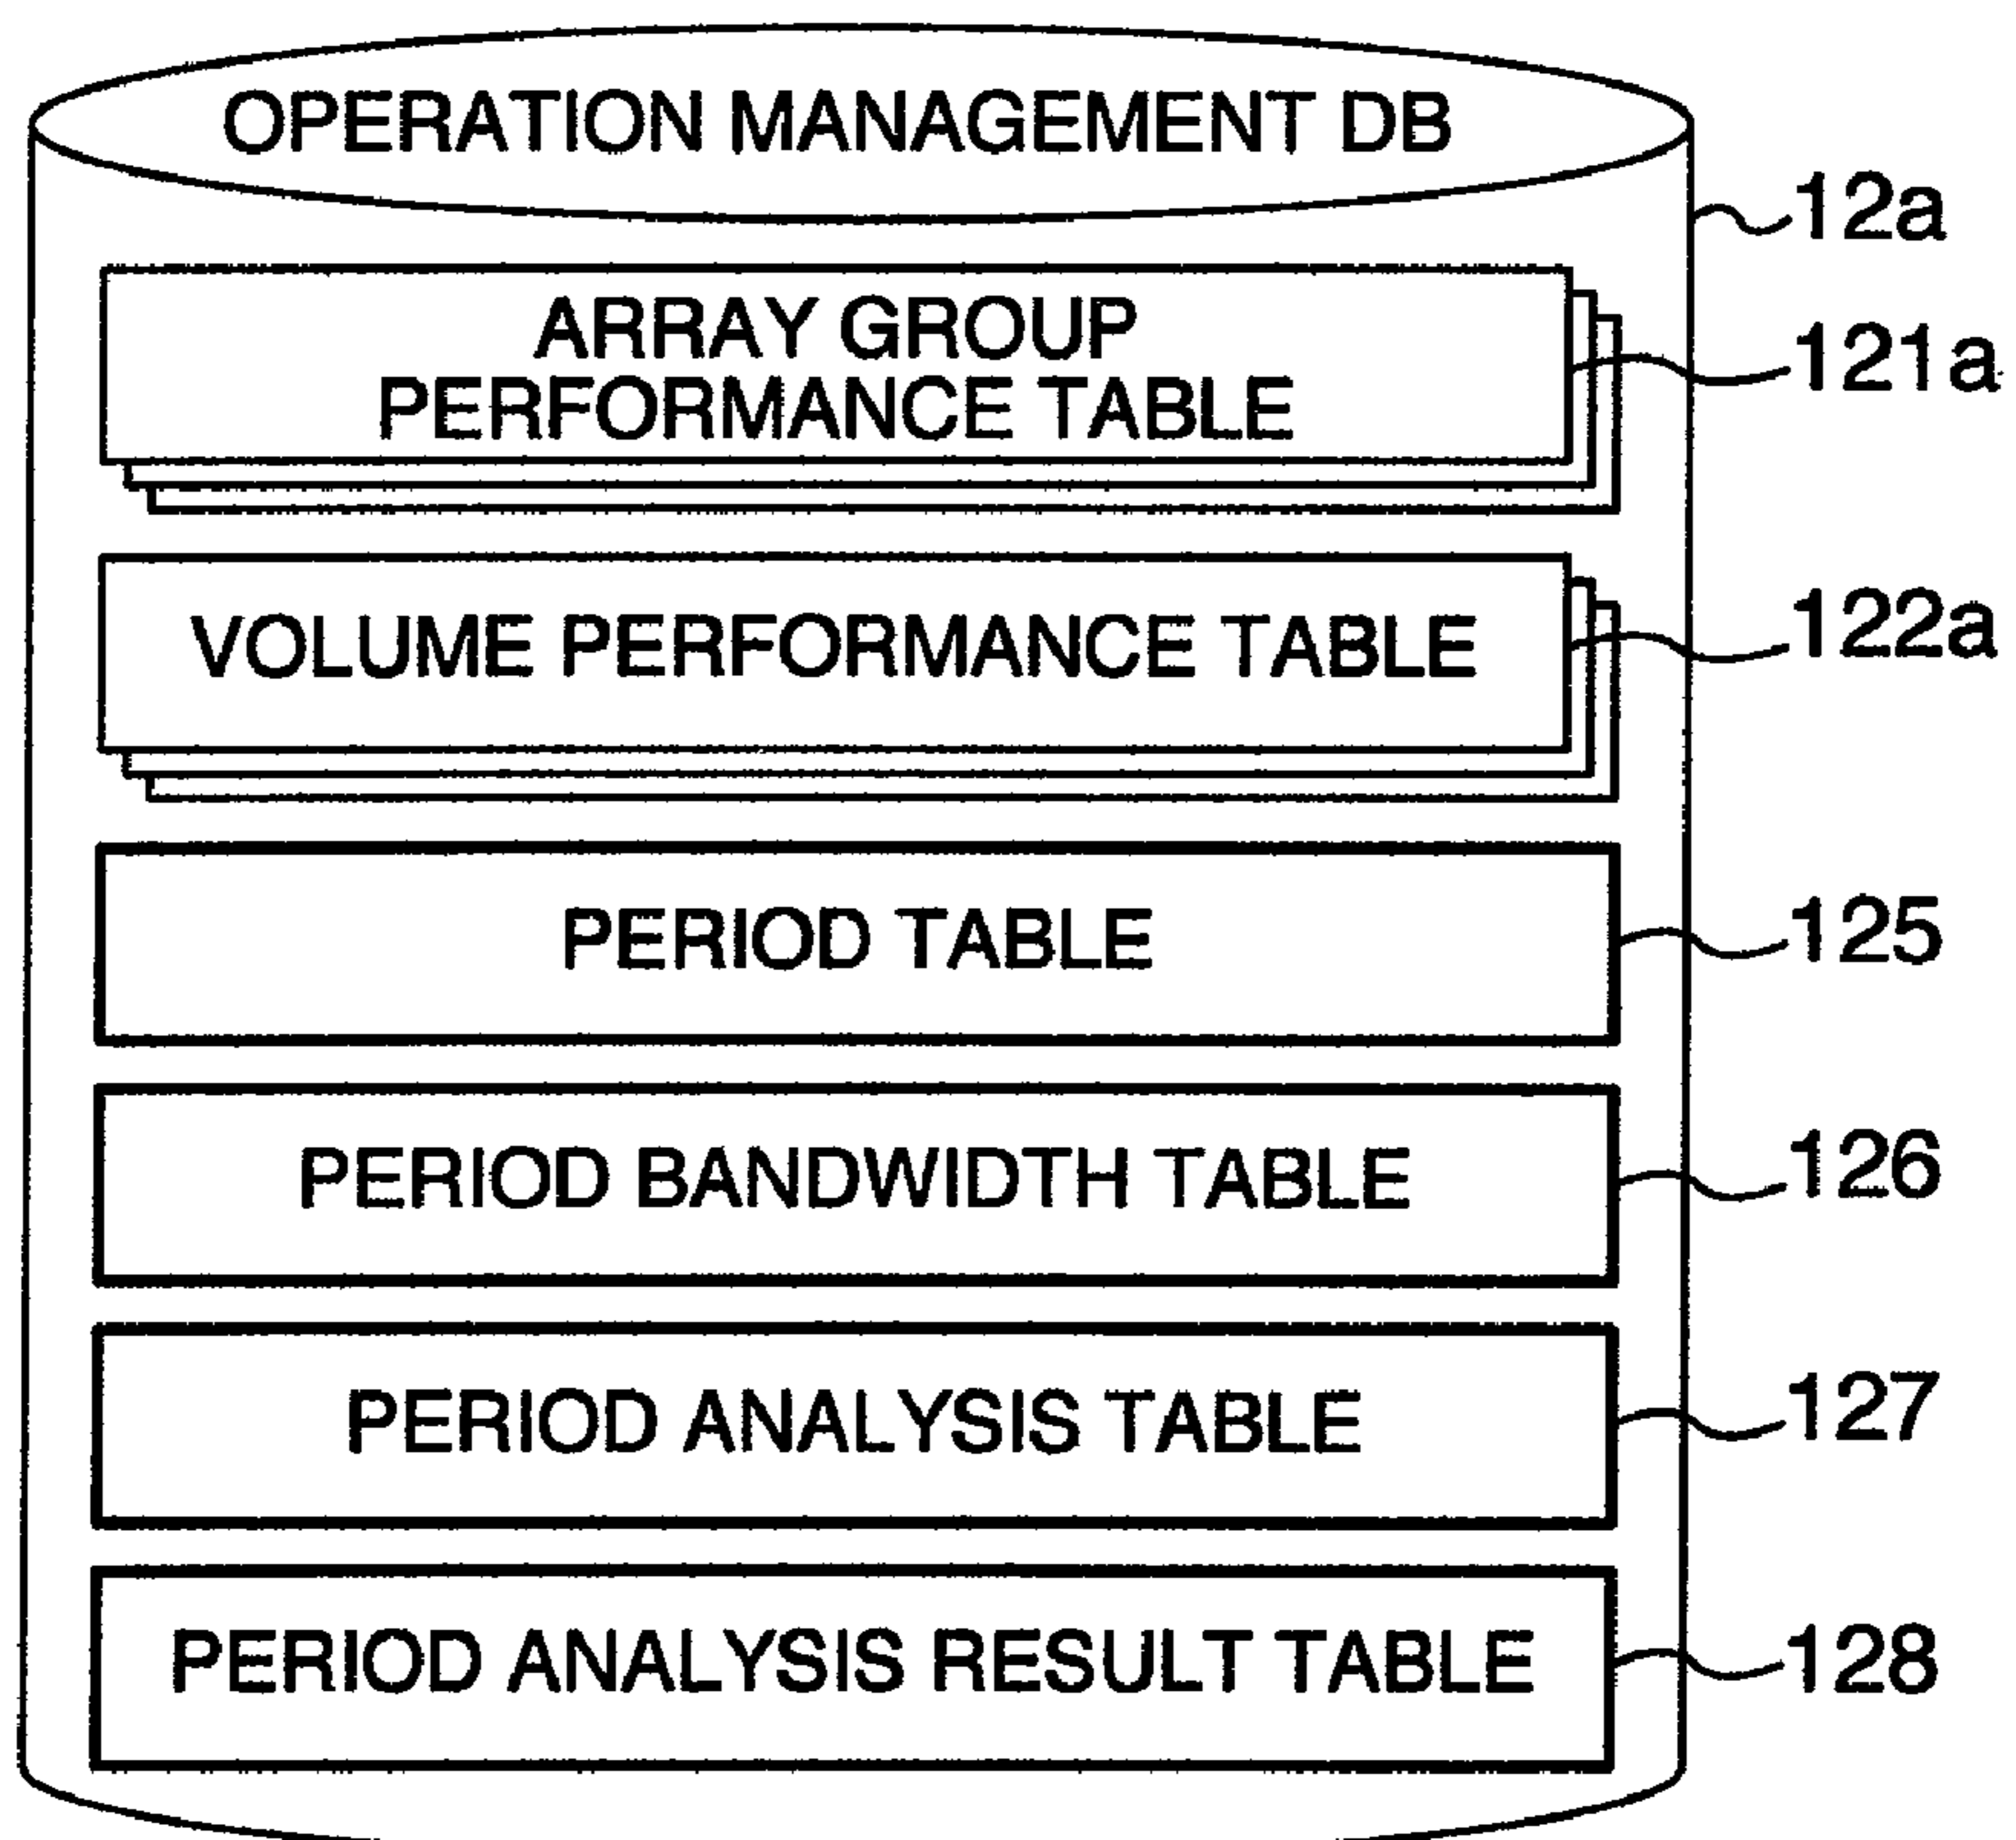 OPERATION MANAGEMENT DB
12a
ARRAY GROUP
PERFORMANCE TABLE
121a
VOLUME PERFORMANCE TABLE
122a
PERIOD TABLE
125
PERIOD BANDWIDTH TABLE
126
PERIOD ANALYSIS TABLE
127
PERIOD ANALYSIS RESULT TABLE
128